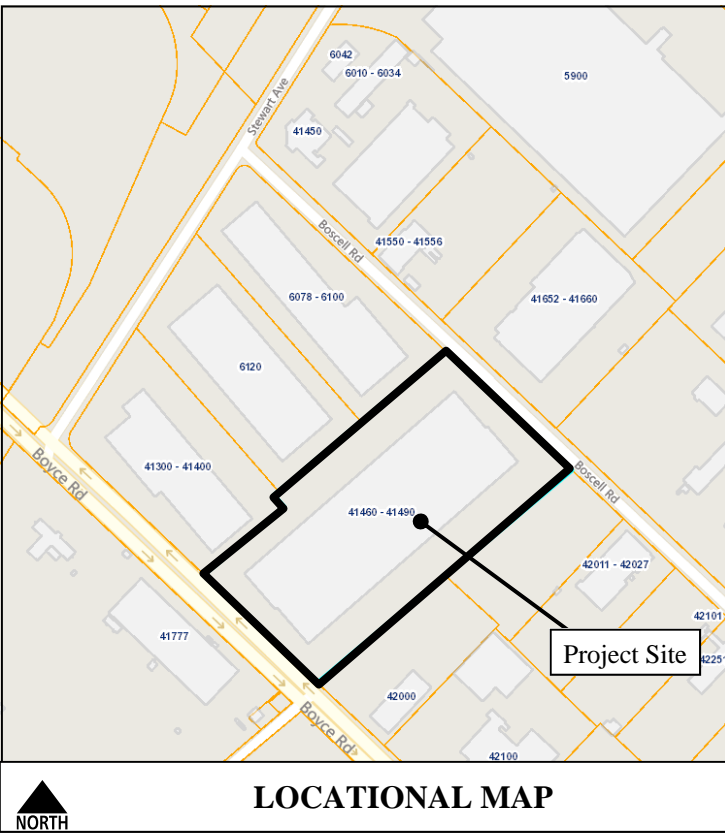 6042
6010 - 6034
5900
Stewart Ave
41450
Boscell Rd
41550 - 41556
6078 - 6100
41652 - 41660
6120
41300 - 41400
Boyce Rd
Boscell Rd
41460 - 41490
42011 - 42027
42101
41777
Project Site
4225
42000
Boyce Rd
42100
NORTH
LOCATIONAL MAP